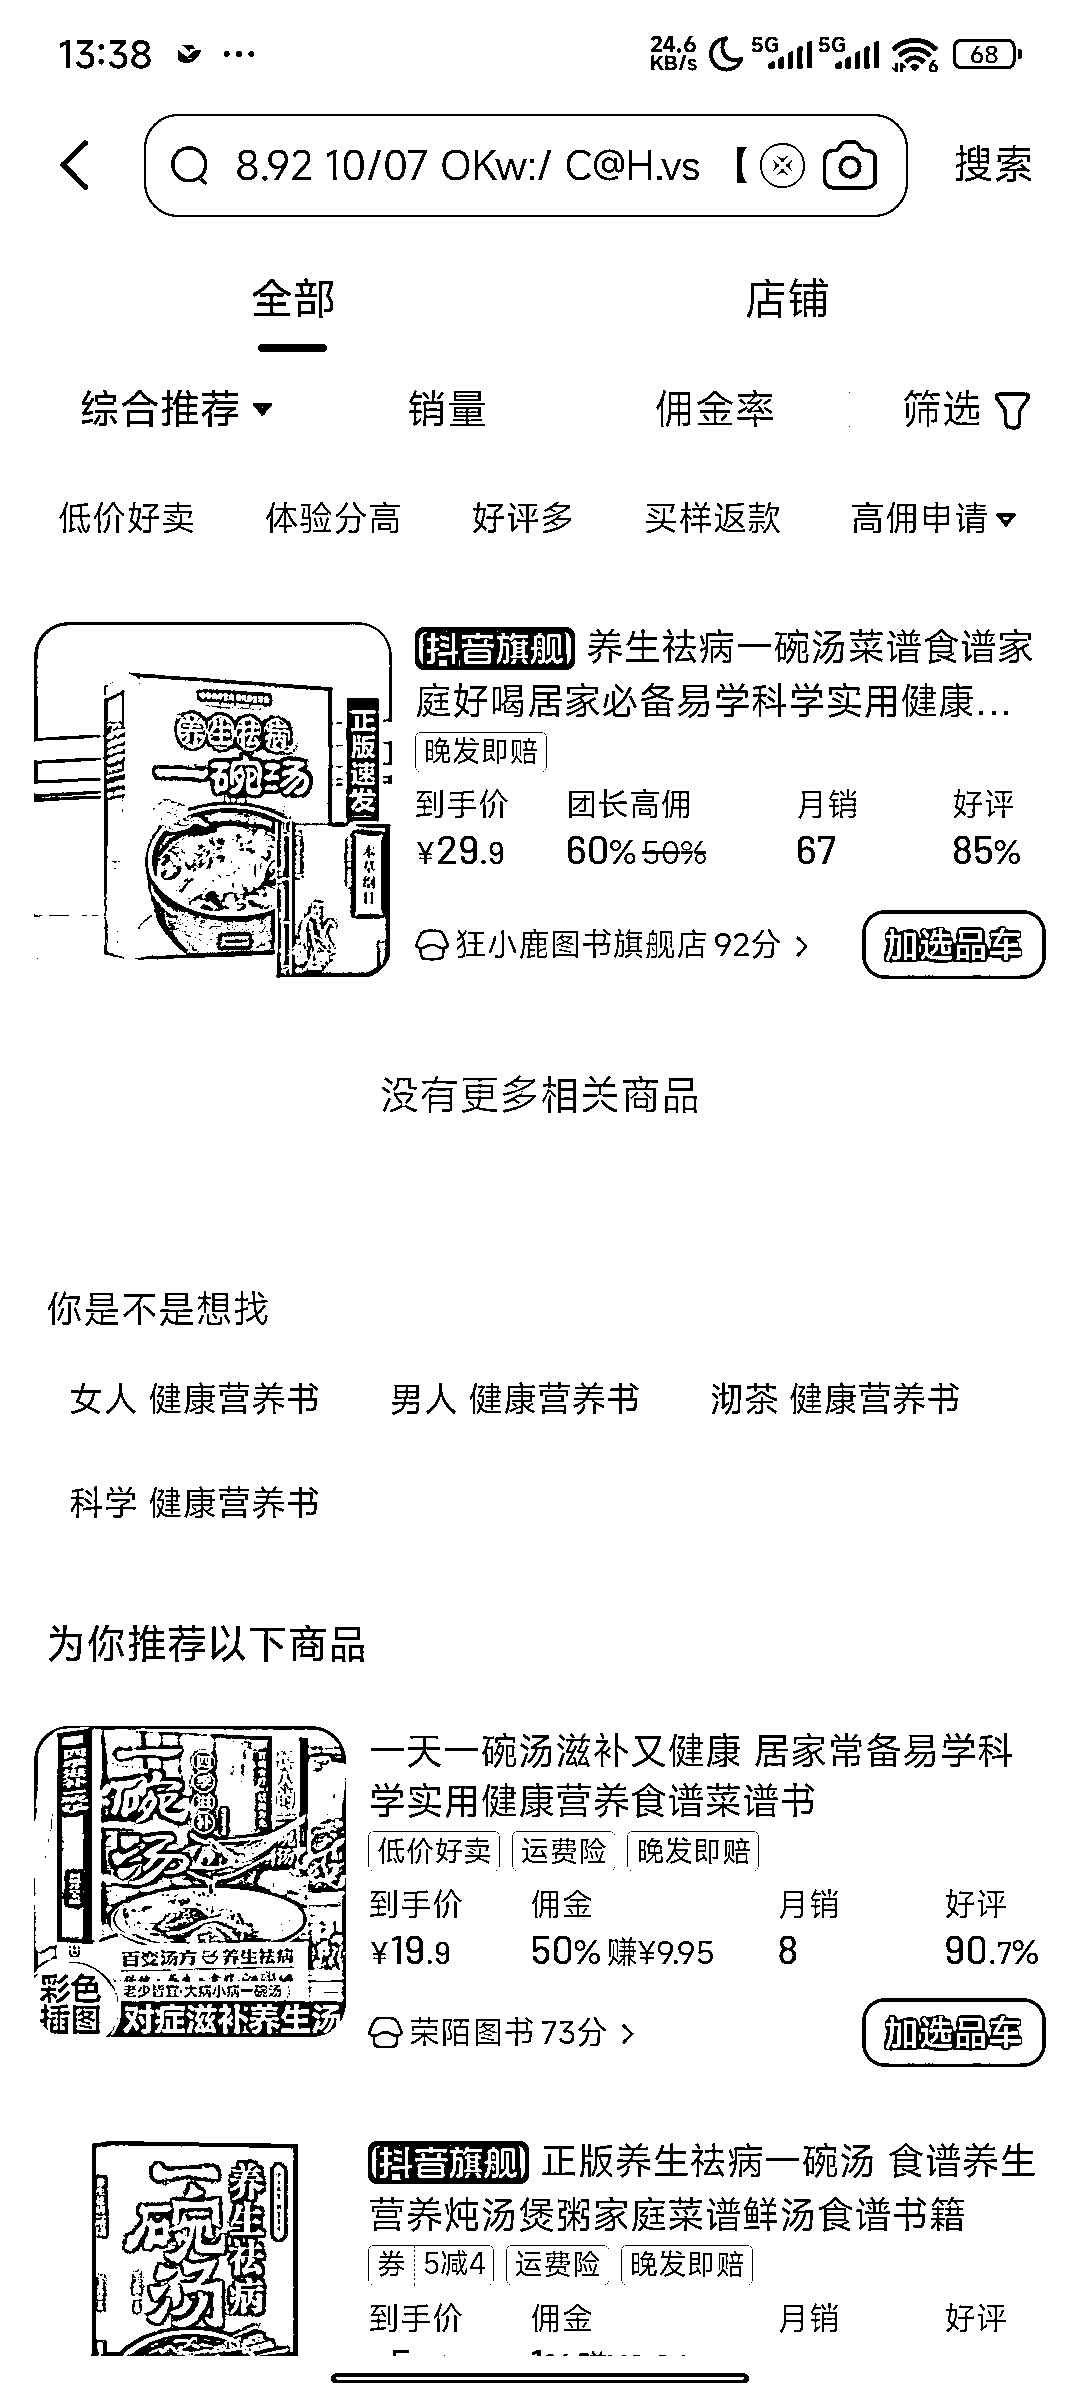 13:38 ··· 24.6 KB/s 5G 5G 6 68
8.92 10/07 OKw:/ C@H.vs 【 搜索
全部 店铺
综合推荐 销量 佣金率 筛选
低价好卖 体验分高 好评多 买样返款 高佣申请
养生祛病
一碗汤
正版速发
本草纲目
抖音旗舰 养生祛病一碗汤菜谱食谱家
庭好喝居家必备易学科学实用健康...
晚发即赔
到手价 团长高佣 月销 好评
¥29.9 60% 50% 67 85%
狂小鹿图书旗舰店 92分 >
加选品车
没有更多相关商品
你是不是想找
女人 健康营养书 男人 健康营养书 沏茶 健康营养书
科学 健康营养书
为你推荐以下商品
一碗汤
百变汤方 养生祛病
老少皆宜·大病小病一碗汤
彩色插图
对症滋补养生汤
一天一碗汤滋补又健康 居家常备易学科
学实用健康营养食谱菜谱书
低价好卖 运费险 晚发即赔
到手价 佣金 月销 好评
¥19.9 50% 赚¥9.95 8 90.7%
荣陌图书 73分 >
加选品车
养生祛病
一碗汤
抖音旗舰 正版养生祛病一碗汤 食谱养生
营养炖汤煲粥家庭菜谱鲜汤食谱书籍
券 5减4 运费险 晚发即赔
到手价 佣金 月销 好评